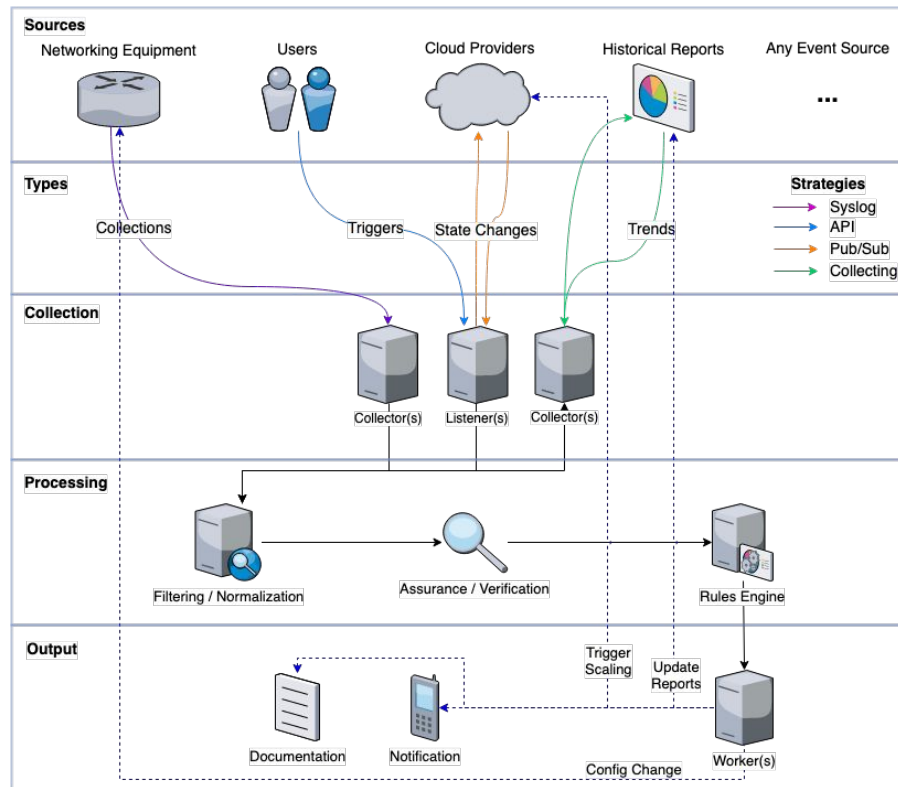 Sources
Networking Equipment
Users
Cloud Providers
Historical Reports
Any Event Source
...
Types
Strategies
Syslog
API
Pub/Sub
Collecting
Collections
Triggers
State Changes
Trends
Collection
Collector(s)
Listener(s)
Collector(s)
Processing
Filtering / Normalization
Assurance / Verification
Rules Engine
Output
Trigger
Scaling
Update
Reports
Documentation
Notification
Worker(s)
Config Change